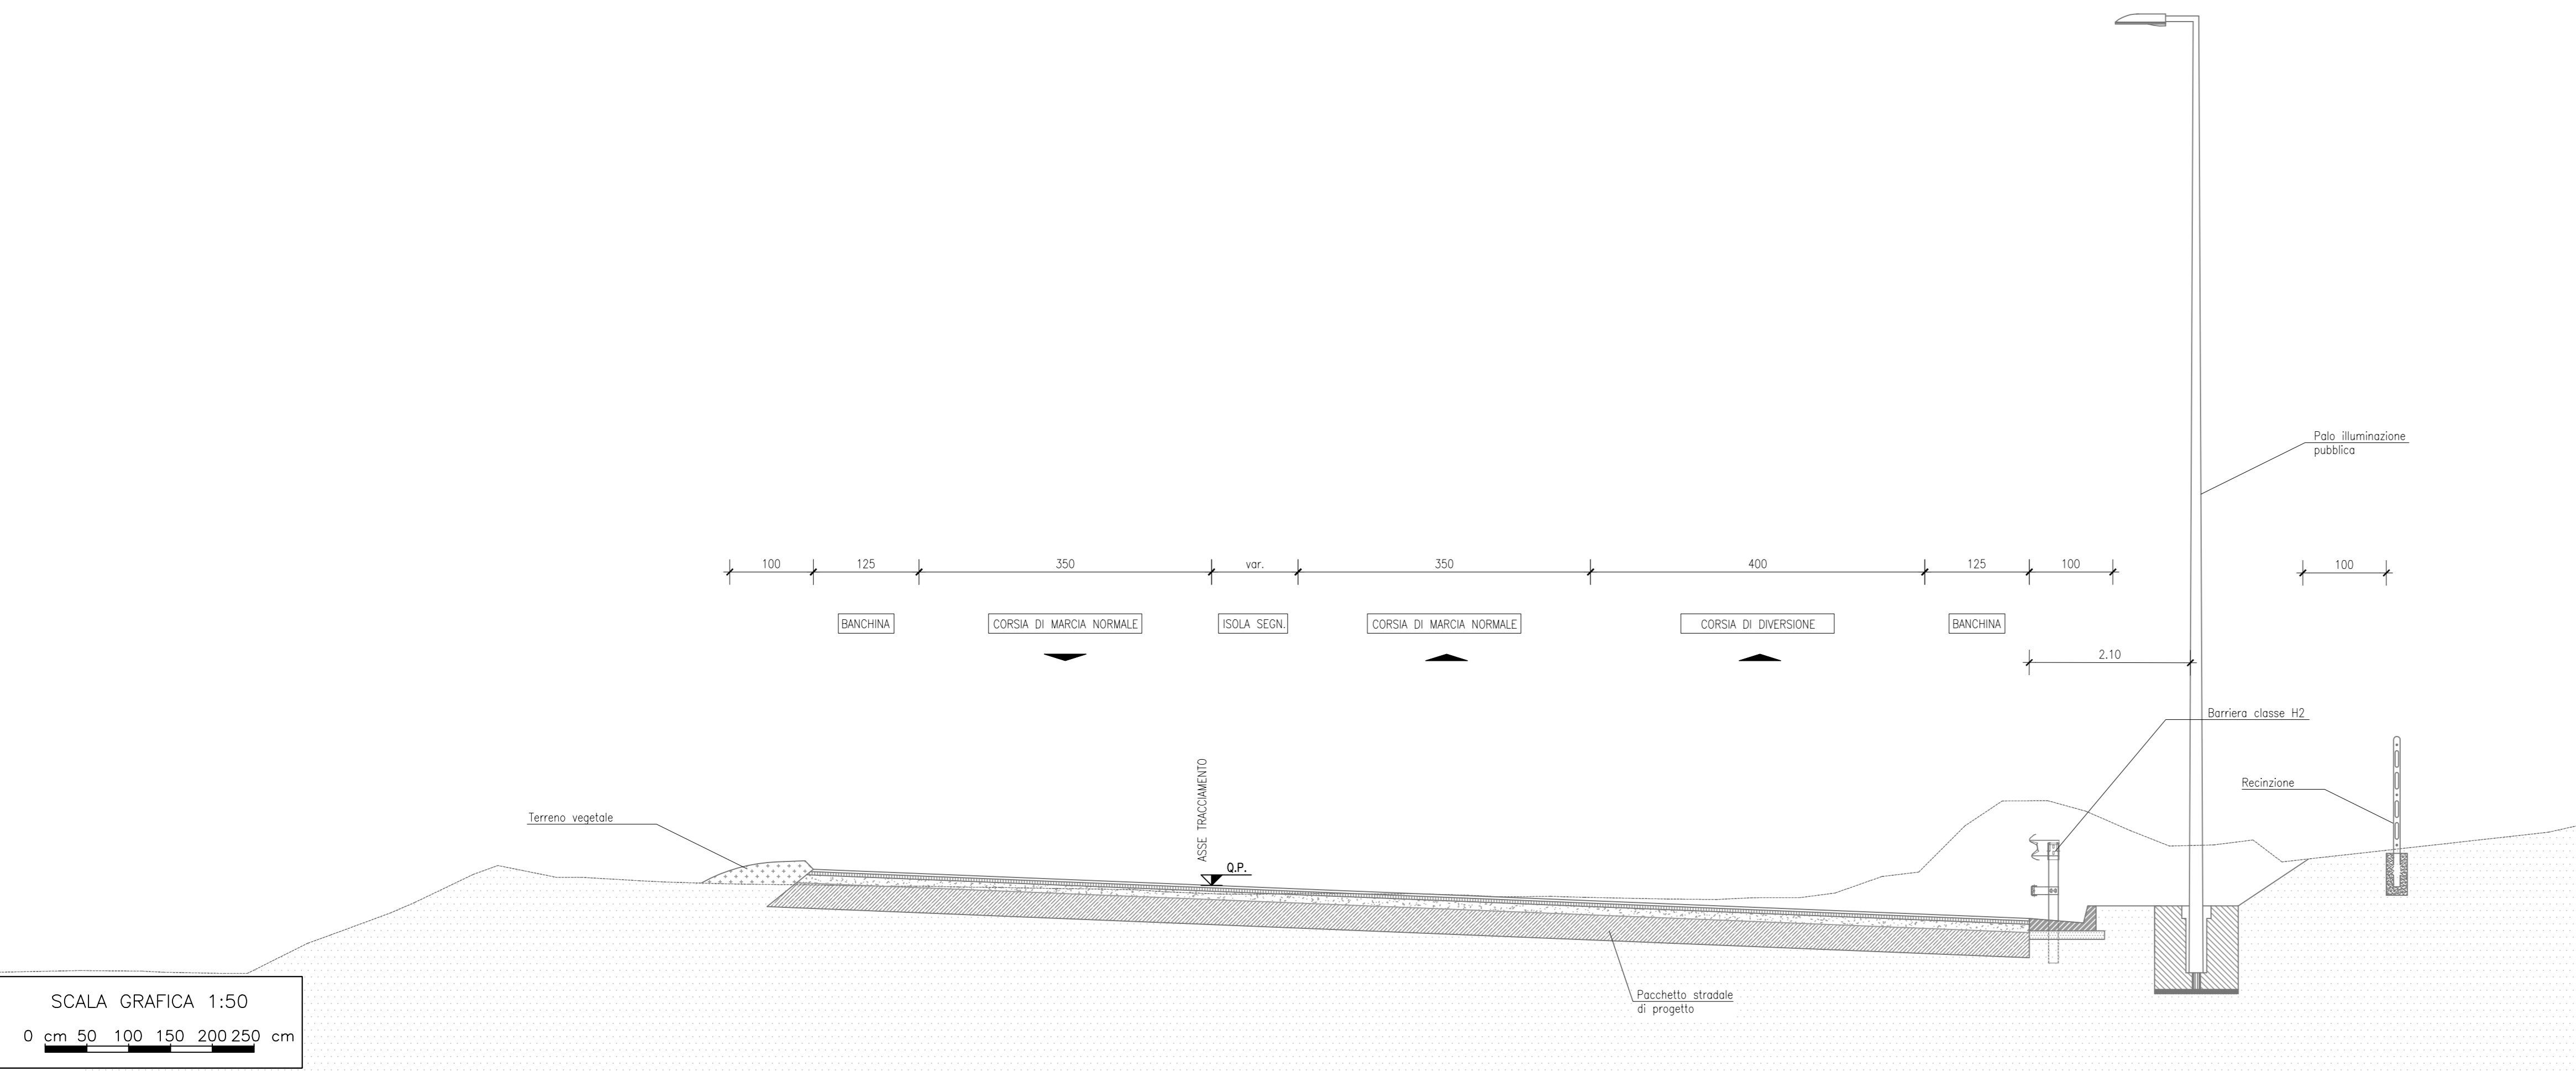 Palo illuminazione
pubblica
100 125 350 var. 350 400 125 100 100
BANCHINA CORSIA DI MARCIA NORMALE ISOLA SEGN. CORSIA DI MARCIA NORMALE CORSIA DI DIVERSIONE BANCHINA
2.10
Barriera classe H2
ASSE TRACCIAMENTO
Recinzione
Terreno vegetale
Q.P.
Pacchetto stradale
di progetto
SCALA GRAFICA 1:50
0 cm 50 100 150 200 250 cm